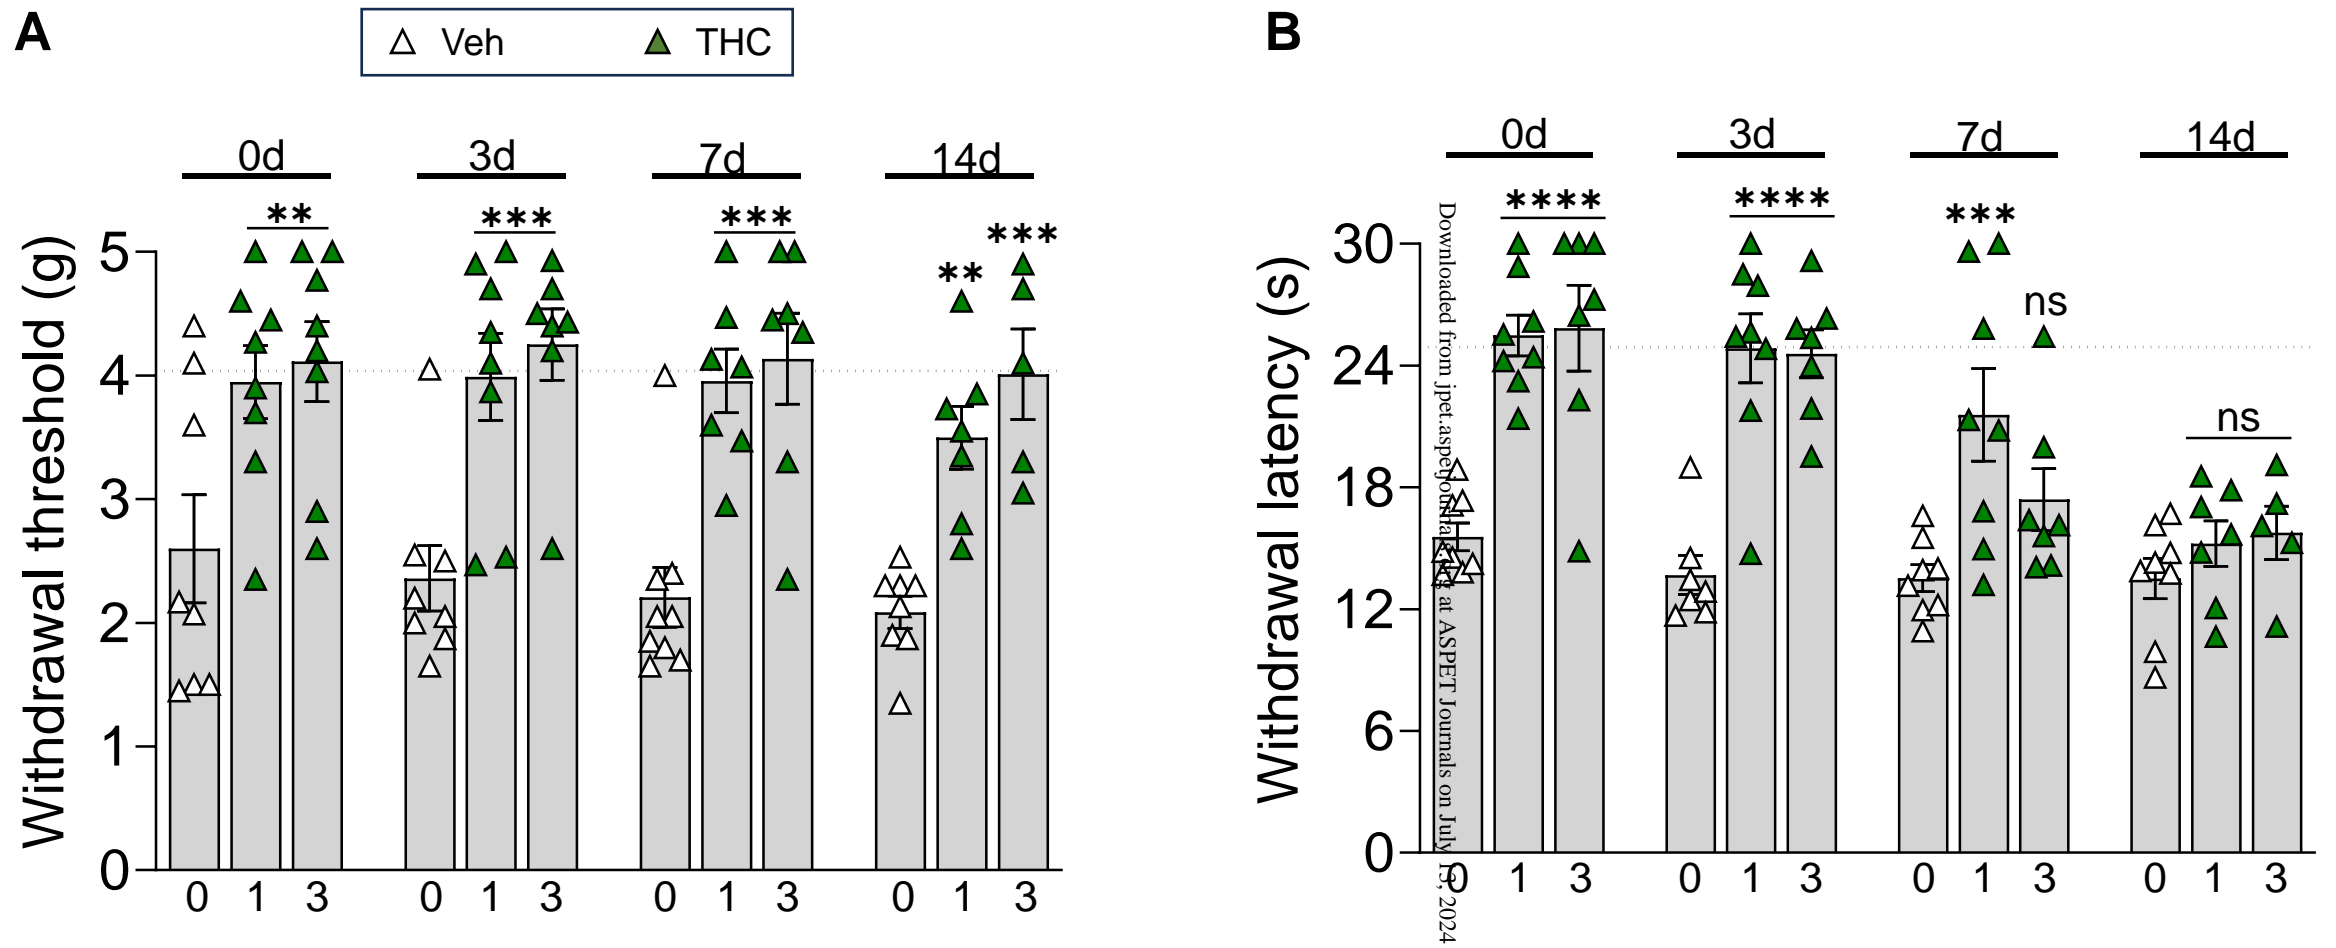 A
Veh THC
0d 3d 7d 14d
** *** *** ** ***
Withdrawal threshold (g)
5
4
3
2
1
0
0 1 3 0 1 3 0 1 3 0 1 3
B
0d 3d 7d 14d
**** **** *** ns ns
Withdrawal latency (s)
30
24
18
12
6
0
0 1 3 0 1 3 0 1 3 0 1 3
Downloaded from jpet.aspetjournals.org at ASPET Journals on July 13, 2024